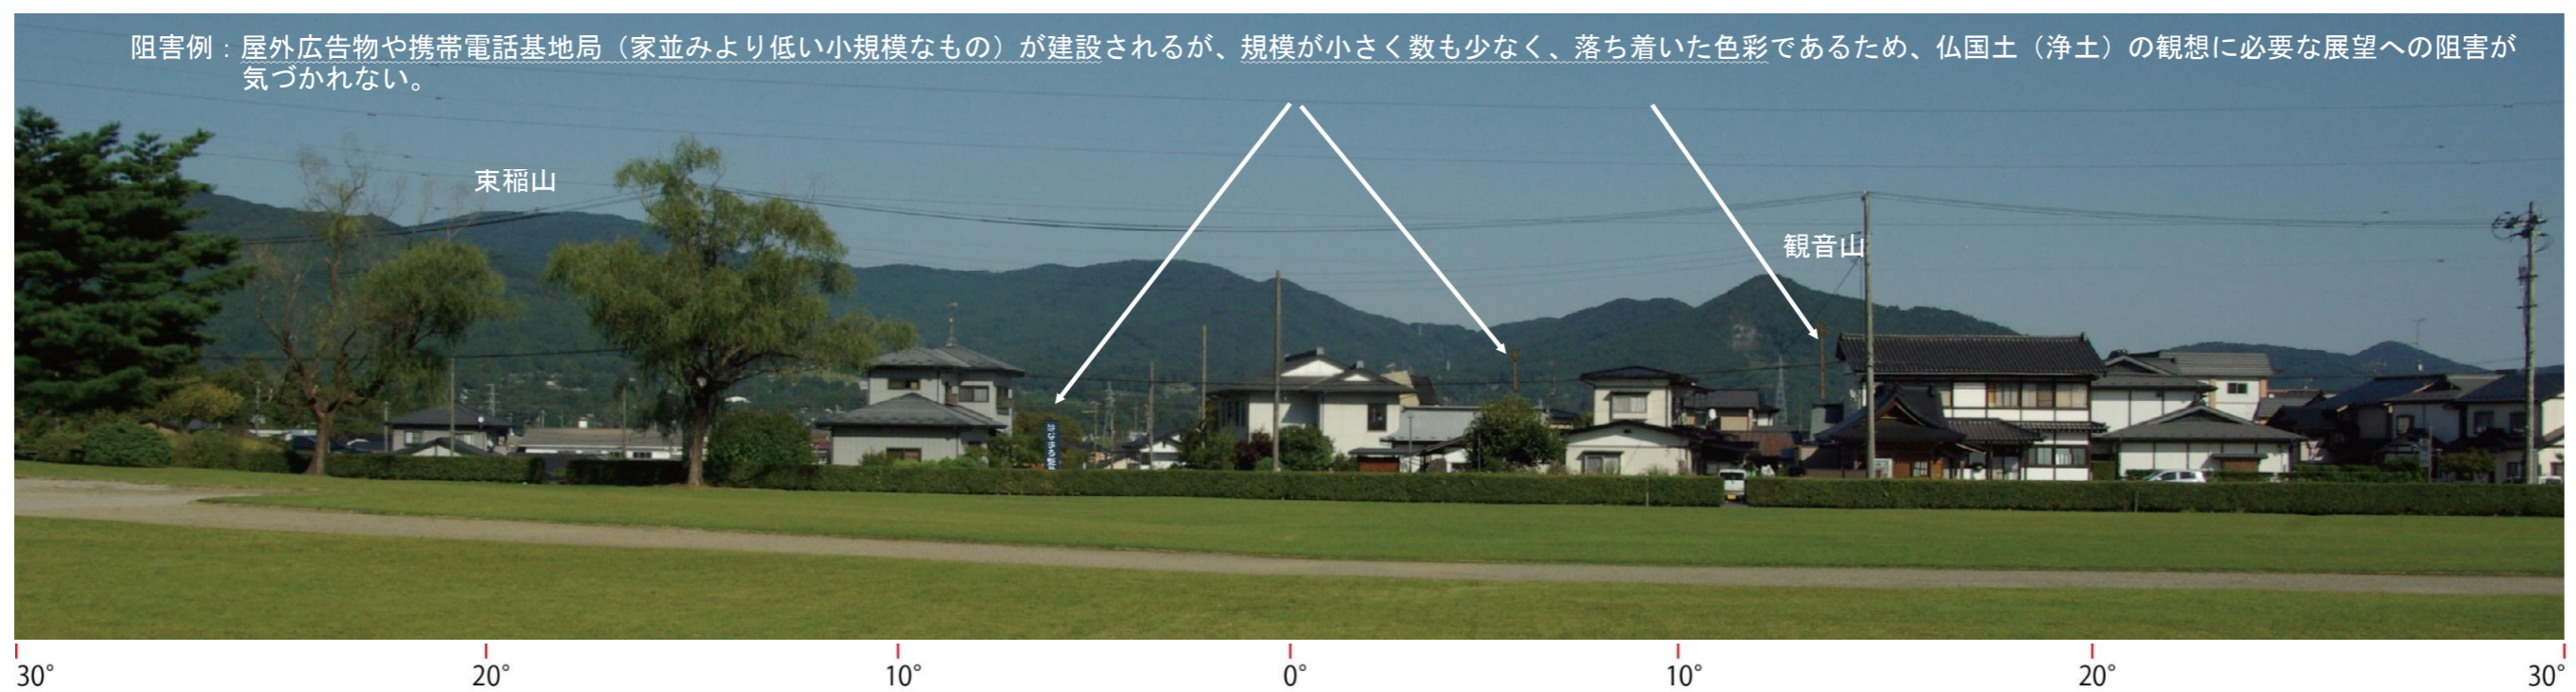 阻害例：屋外広告物や携帯電話基地局（家並みより低い小規模なもの）が建設されるが、規模が小さく数も少なく、落ち着いた色彩であるため、仏国土（浄土）の観想に必要な展望への阻害が
気づかれない。
束稲山
観音山
30° 20° 10° 0° 10° 20° 30°